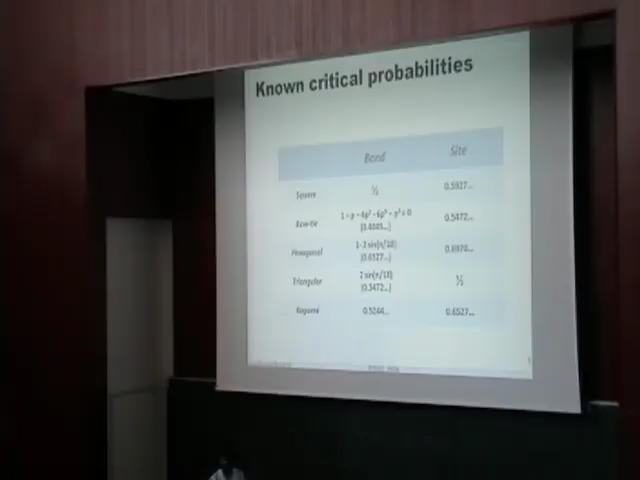 Known critical probabilities
Bond Site
Square ½ 0.5927...
Bow-tie 1 - p - 6p² - 6p³ - p⁵ = 0 0.5472...
(0.4045...)
Hexagonal 1- 2 sin(π/18) 0.6970...
(0.6527...)
Triangular 2 sin(π/18) ½
(0.3472...)
Kagomé 0.5244... 0.6527...